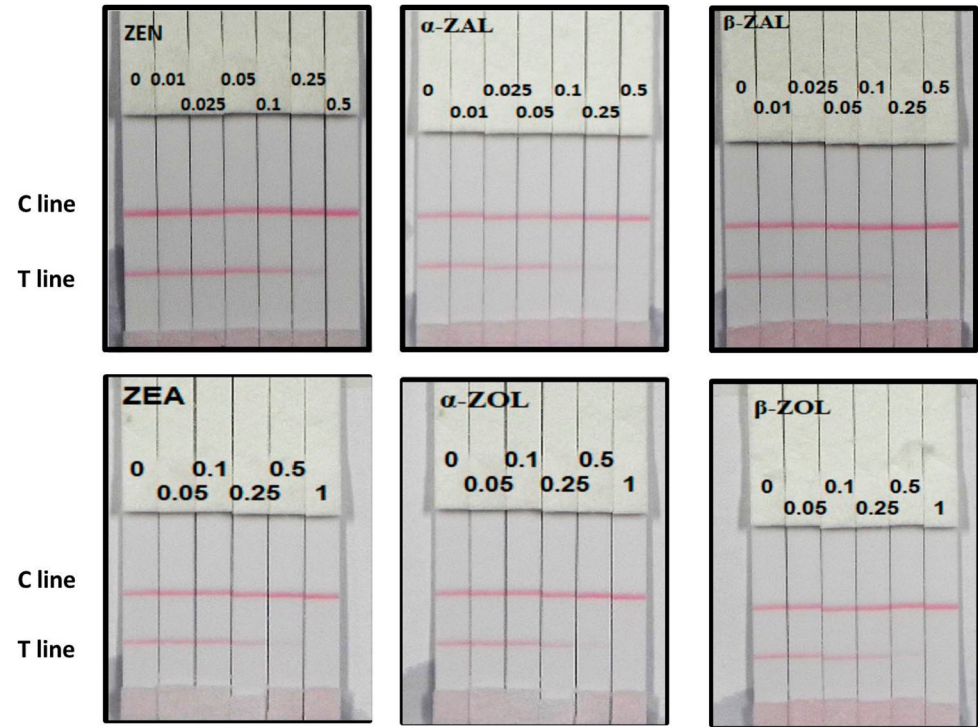 ZEN
0 0.01 0.05 0.25
0.025 0.1 0.5
α-ZAL
0 0.025 0.1 0.5
0.01 0.05 0.25
β-ZAL
0 0.025 0.1 0.5
0.01 0.05 0.25
C line
T line
ZEA
0 0.1 0.5
0.05 0.25 1
α-ZOL
0 0.1 0.5
0.05 0.25 1
β-ZOL
0 0.1 0.5
0.05 0.25 1
C line
T line